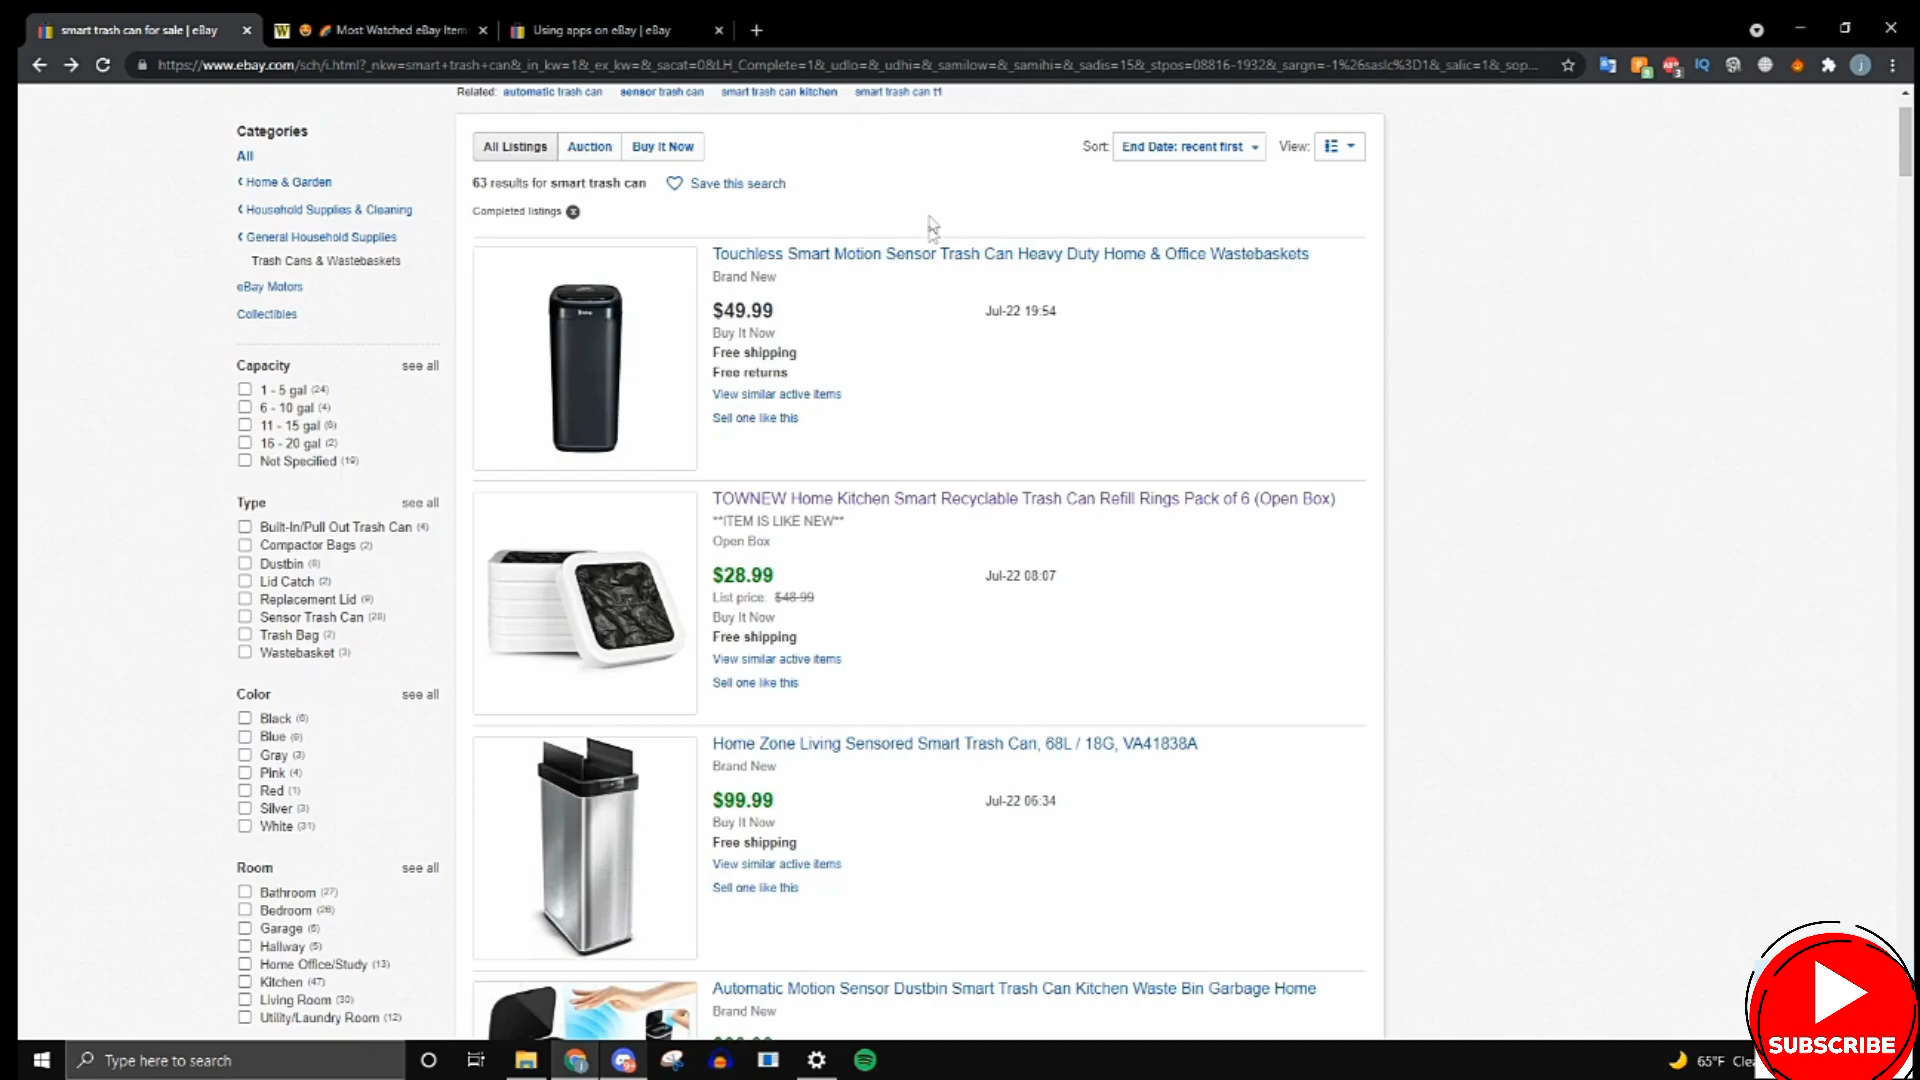 smart trash can for sale | eBay
Most Watched eBay Item
Using apps on eBay | eBay
https://www.ebay.com/sch/i.html?_nkw=smart+trash+can&_in_kw=1&_ex_kw=&_sacat=0&LH_Complete=1&_udlo=&_udhi=&_samilow=&_samihi=&_sadis=15&_stpos=08816-1932&_sargn=-1%26saslc%3D1&_salic=1&_sop...
Related: automatic trash can sensor trash can smart trash can kitchen smart trash can t1
Categories
All
Home & Garden
Household Supplies & Cleaning
General Household Supplies
Trash Cans & Wastebaskets
eBay Motors
Collectibles
Capacity see all
1 - 5 gal (24)
6 - 10 gal (4)
11 - 15 gal (6)
16 - 20 gal (2)
Not Specified (19)
Type see all
Built-In/Pull Out Trash Can (4)
Compactor Bags (2)
Dustbin (8)
Lid Catch (2)
Replacement Lid (9)
Sensor Trash Can (28)
Trash Bag (2)
Wastebasket (3)
Color see all
Black (6)
Blue (9)
Gray (3)
Pink (4)
Red (1)
Silver (3)
White (31)
Room see all
Bathroom (27)
Bedroom (26)
Garage (5)
Hallway (5)
Home Office/Study (13)
Kitchen (47)
Living Room (30)
Utility/Laundry Room (12)
All Listings Auction Buy It Now
Sort: End Date: recent first View:
63 results for smart trash can Save this search
Completed listings
Touchless Smart Motion Sensor Trash Can Heavy Duty Home & Office Wastebaskets
Brand New
$49.99 Jul-22 19:54
Buy It Now
Free shipping
Free returns
View similar active items
Sell one like this
TOWNEW Home Kitchen Smart Recyclable Trash Can Refill Rings Pack of 6 (Open Box)
**ITEM IS LIKE NEW**
Open Box
$28.99 Jul-22 08:07
List price: $48.99
Buy It Now
Free shipping
View similar active items
Sell one like this
Home Zone Living Sensored Smart Trash Can, 68L / 18G, VA41838A
Brand New
$99.99 Jul-22 06:34
Buy It Now
Free shipping
View similar active items
Sell one like this
Automatic Motion Sensor Dustbin Smart Trash Can Kitchen Waste Bin Garbage Home
Brand New
Type here to search
65°F
SUBSCRIBE